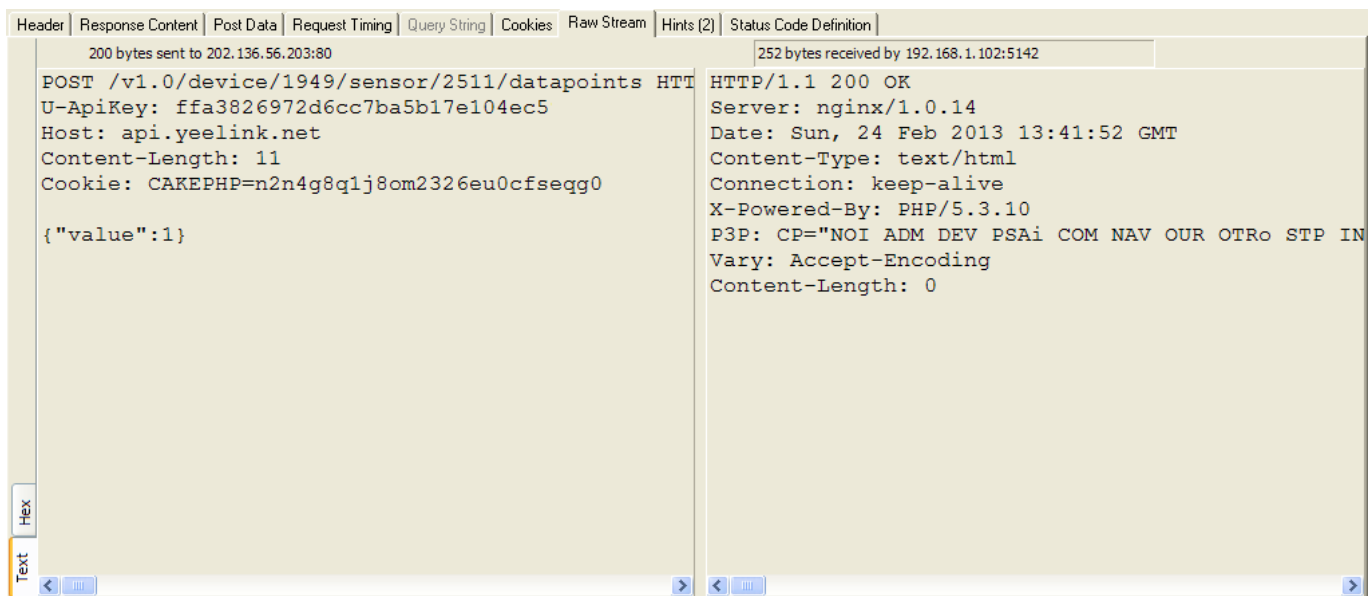 Header Response Content Post Data Request Timing Query String Cookies Raw Stream Hints (2) Status Code Definition
200 bytes sent to 202.136.56.203:80
POST /v1.0/device/1949/sensor/2511/datapoints HTT
U-ApiKey: ffa3826972d6cc7ba5b17e104ec5
Host: api.yeelink.net
Content-Length: 11
Cookie: CAKEPHP=n2n4g8q1j8om2326eu0cfseqg0
{"value":1}
252 bytes received by 192.168.1.102:5142
HTTP/1.1 200 OK
Server: nginx/1.0.14
Date: Sun, 24 Feb 2013 13:41:52 GMT
Content-Type: text/html
Connection: keep-alive
X-Powered-By: PHP/5.3.10
P3P: CP="NOI ADM DEV PSAi COM NAV OUR OTRo STP IN
Vary: Accept-Encoding
Content-Length: 0
Hex
Text